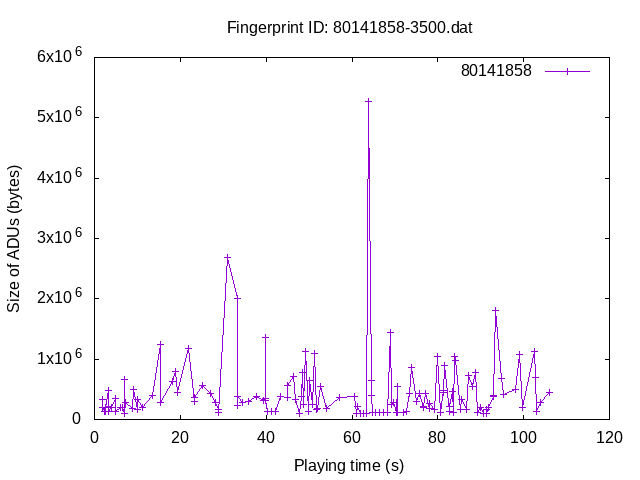 Fingerprint ID: 80141858-3500.dat
80141858
Size of ADUs (bytes)
6x10^6
5x10^6
4x10^6
3x10^6
2x10^6
1x10^6
0
0 20 40 60 80 100 120
Playing time (s)